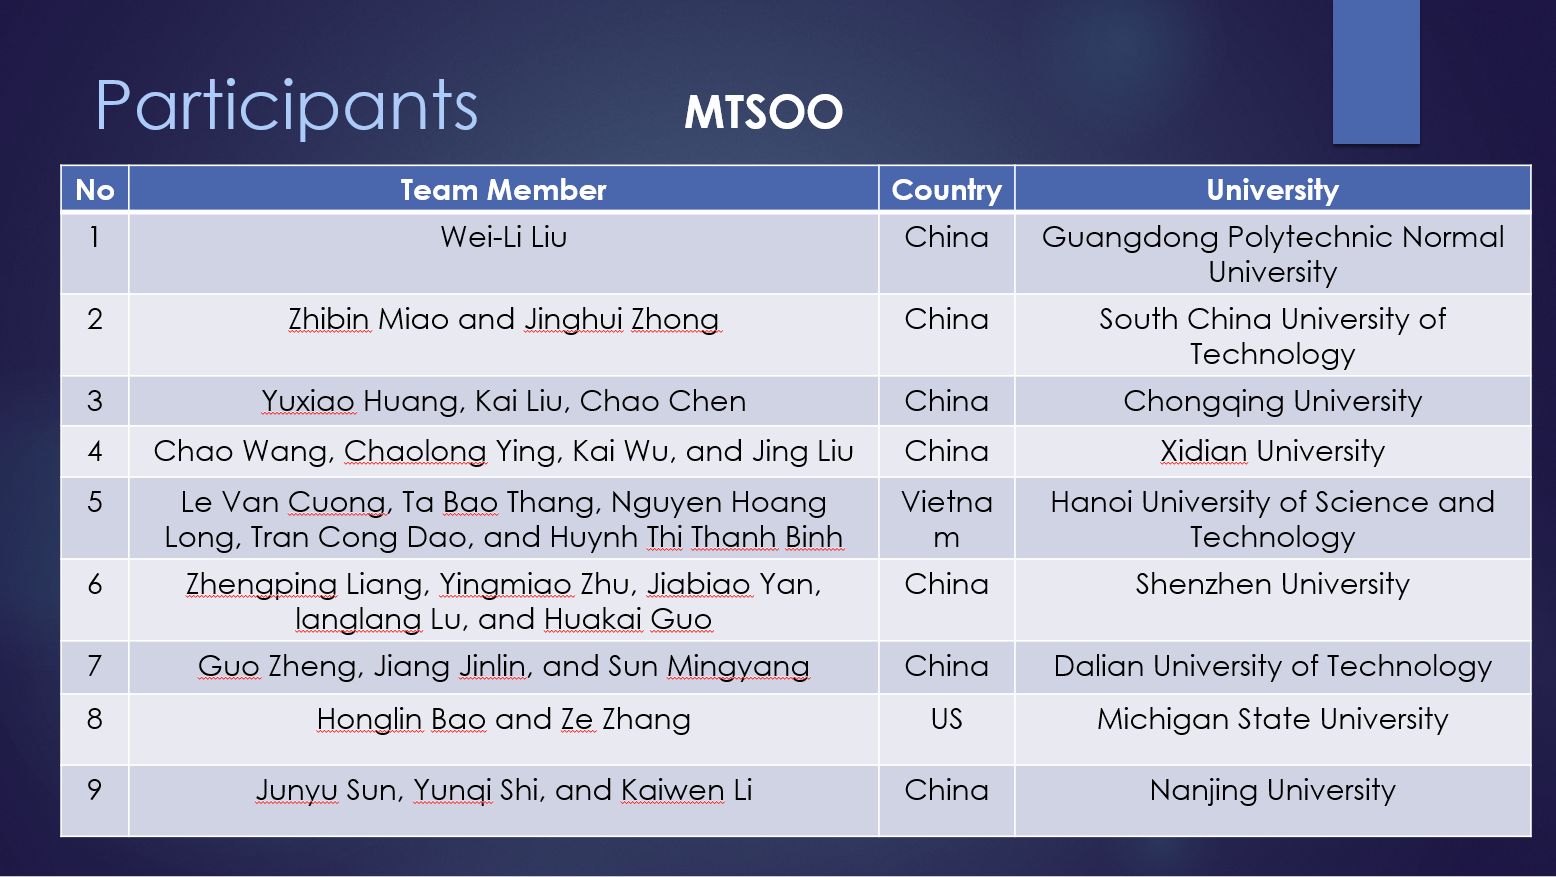 Participants MTSOO
No Team Member Country University
1 Wei-Li Liu China Guangdong Polytechnic Normal
University
2 Zhibin Miao and Jinghui Zhong China South China University of
Technology
3 Yuxiao Huang, Kai Liu, Chao Chen China Chongqing University
4 Chao Wang, Chaolong Ying, Kai Wu, and Jing Liu China Xidian University
5 Le Van Cuong, Ta Bao Thang, Nguyen Hoang Vietna Hanoi University of Science and
Long, Tran Cong Dao, and Huynh Thi Thanh Binh m Technology
6 Zhengping Liang, Yingmiao Zhu, Jiabiao Yan, China Shenzhen University
langlang Lu, and Huakai Guo
7 Guo Zheng, Jiang Jinlin, and Sun Mingyang China Dalian University of Technology
8 Honglin Bao and Ze Zhang US Michigan State University
9 Junyu Sun, Yunqi Shi, and Kaiwen Li China Nanjing University